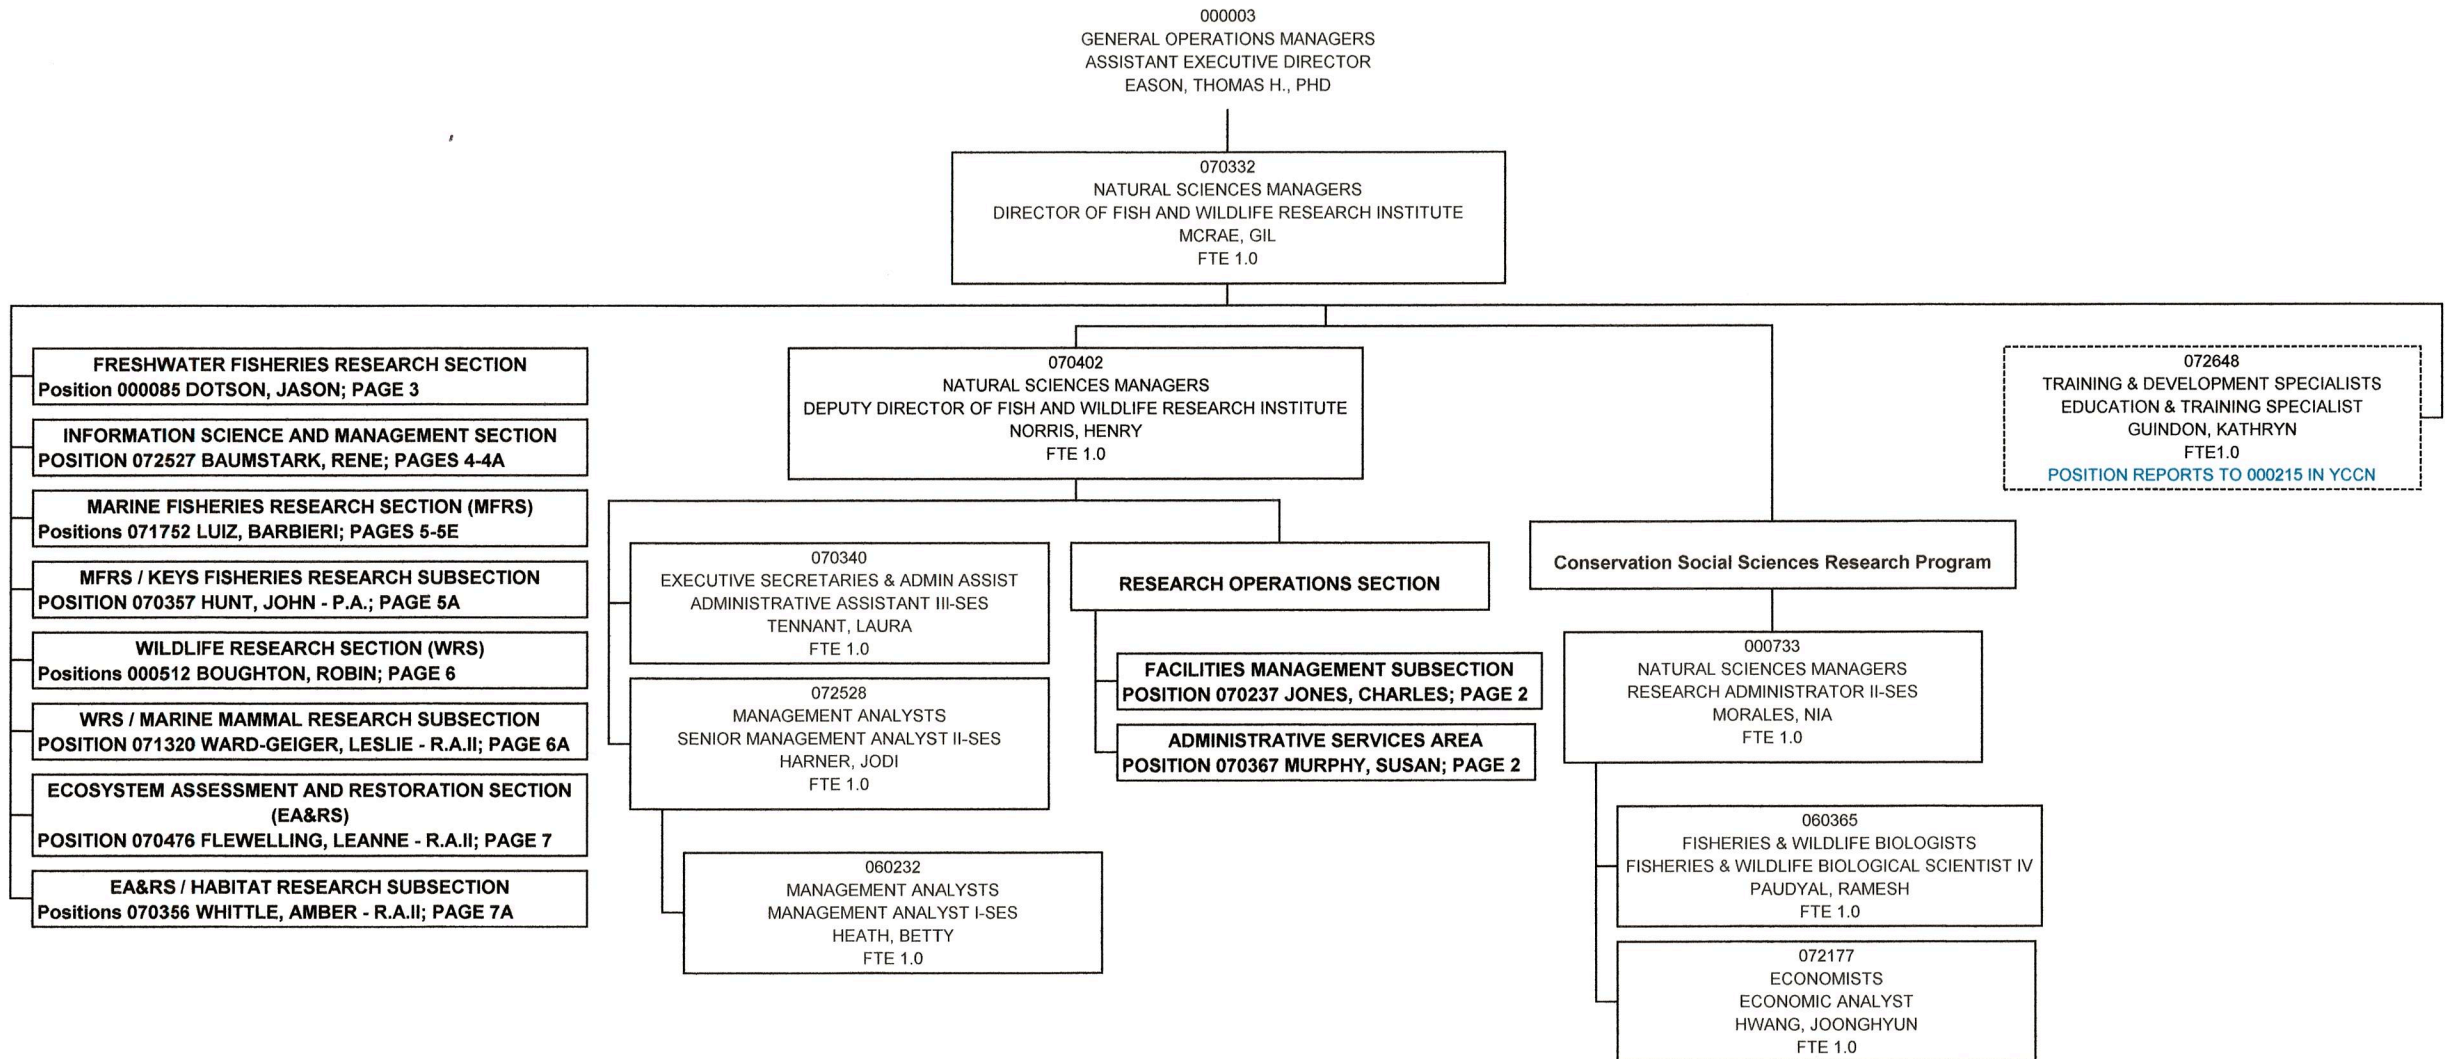 000003
GENERAL OPERATIONS MANAGERS
ASSISTANT EXECUTIVE DIRECTOR
EASON, THOMAS H., PHD
070332
NATURAL SCIENCES MANAGERS
DIRECTOR OF FISH AND WILDLIFE RESEARCH INSTITUTE
MCRAE, GIL
FTE 1.0
FRESHWATER FISHERIES RESEARCH SECTION
Position 000085 DOTSON, JASON; PAGE 3
INFORMATION SCIENCE AND MANAGEMENT SECTION
POSITION 072527 BAUMSTARK, RENE; PAGES 4-4A
MARINE FISHERIES RESEARCH SECTION (MFRS)
Positions 071752 LUIZ, BARBIERI; PAGES 5-5E
MFRS / KEYS FISHERIES RESEARCH SUBSECTION
POSITION 070357 HUNT, JOHN - P.A.; PAGE 5A
WILDLIFE RESEARCH SECTION (WRS)
Positions 000512 BOUGHTON, ROBIN; PAGE 6
WRS / MARINE MAMMAL RESEARCH SUBSECTION
POSITION 071320 WARD-GEIGER, LESLIE - R.A.II; PAGE 6A
ECOSYSTEM ASSESSMENT AND RESTORATION SECTION
(EA&RS)
POSITION 070476 FLEWELLING, LEANNE - R.A.II; PAGE 7
EA&RS / HABITAT RESEARCH SUBSECTION
Positions 070356 WHITTLE, AMBER - R.A.II; PAGE 7A
070402
NATURAL SCIENCES MANAGERS
DEPUTY DIRECTOR OF FISH AND WILDLIFE RESEARCH INSTITUTE
NORRIS, HENRY
FTE 1.0
070340
EXECUTIVE SECRETARIES & ADMIN ASSIST
ADMINISTRATIVE ASSISTANT III-SES
TENNANT, LAURA
FTE 1.0
072528
MANAGEMENT ANALYSTS
SENIOR MANAGEMENT ANALYST II-SES
HARNER, JODI
FTE 1.0
060232
MANAGEMENT ANALYSTS
MANAGEMENT ANALYST I-SES
HEATH, BETTY
FTE 1.0
RESEARCH OPERATIONS SECTION
FACILITIES MANAGEMENT SUBSECTION
POSITION 070237 JONES, CHARLES; PAGE 2
ADMINISTRATIVE SERVICES AREA
POSITION 070367 MURPHY, SUSAN; PAGE 2
Conservation Social Sciences Research Program
000733
NATURAL SCIENCES MANAGERS
RESEARCH ADMINISTRATOR II-SES
MORALES, NIA
FTE 1.0
060365
FISHERIES & WILDLIFE BIOLOGISTS
FISHERIES & WILDLIFE BIOLOGICAL SCIENTIST IV
PAUDYAL, RAMESH
FTE 1.0
072177
ECONOMISTS
ECONOMIC ANALYST
HWANG, JOONGHYUN
FTE 1.0
072648
TRAINING & DEVELOPMENT SPECIALISTS
EDUCATION & TRAINING SPECIALIST
GUINDON, KATHRYN
FTE1.0
POSITION REPORTS TO 000215 IN YCCN